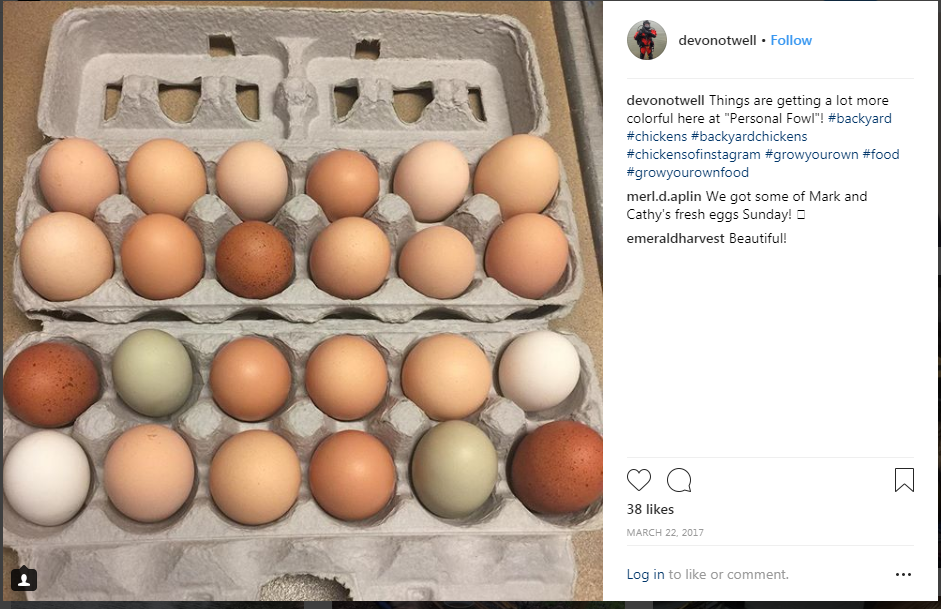 devonotwell • Follow
devonotwell Things are getting a lot more
colorful here at "Personal Fowl"! #backyard
#chickens #backyardchickens
#chickensofinstagram #growyourown #food
#growyourownfood
merl.d.aplin We got some of Mark and
Cathy's fresh eggs Sunday! 
emeraldharvest Beautiful!
38 likes
MARCH 22, 2017
Log in to like or comment.